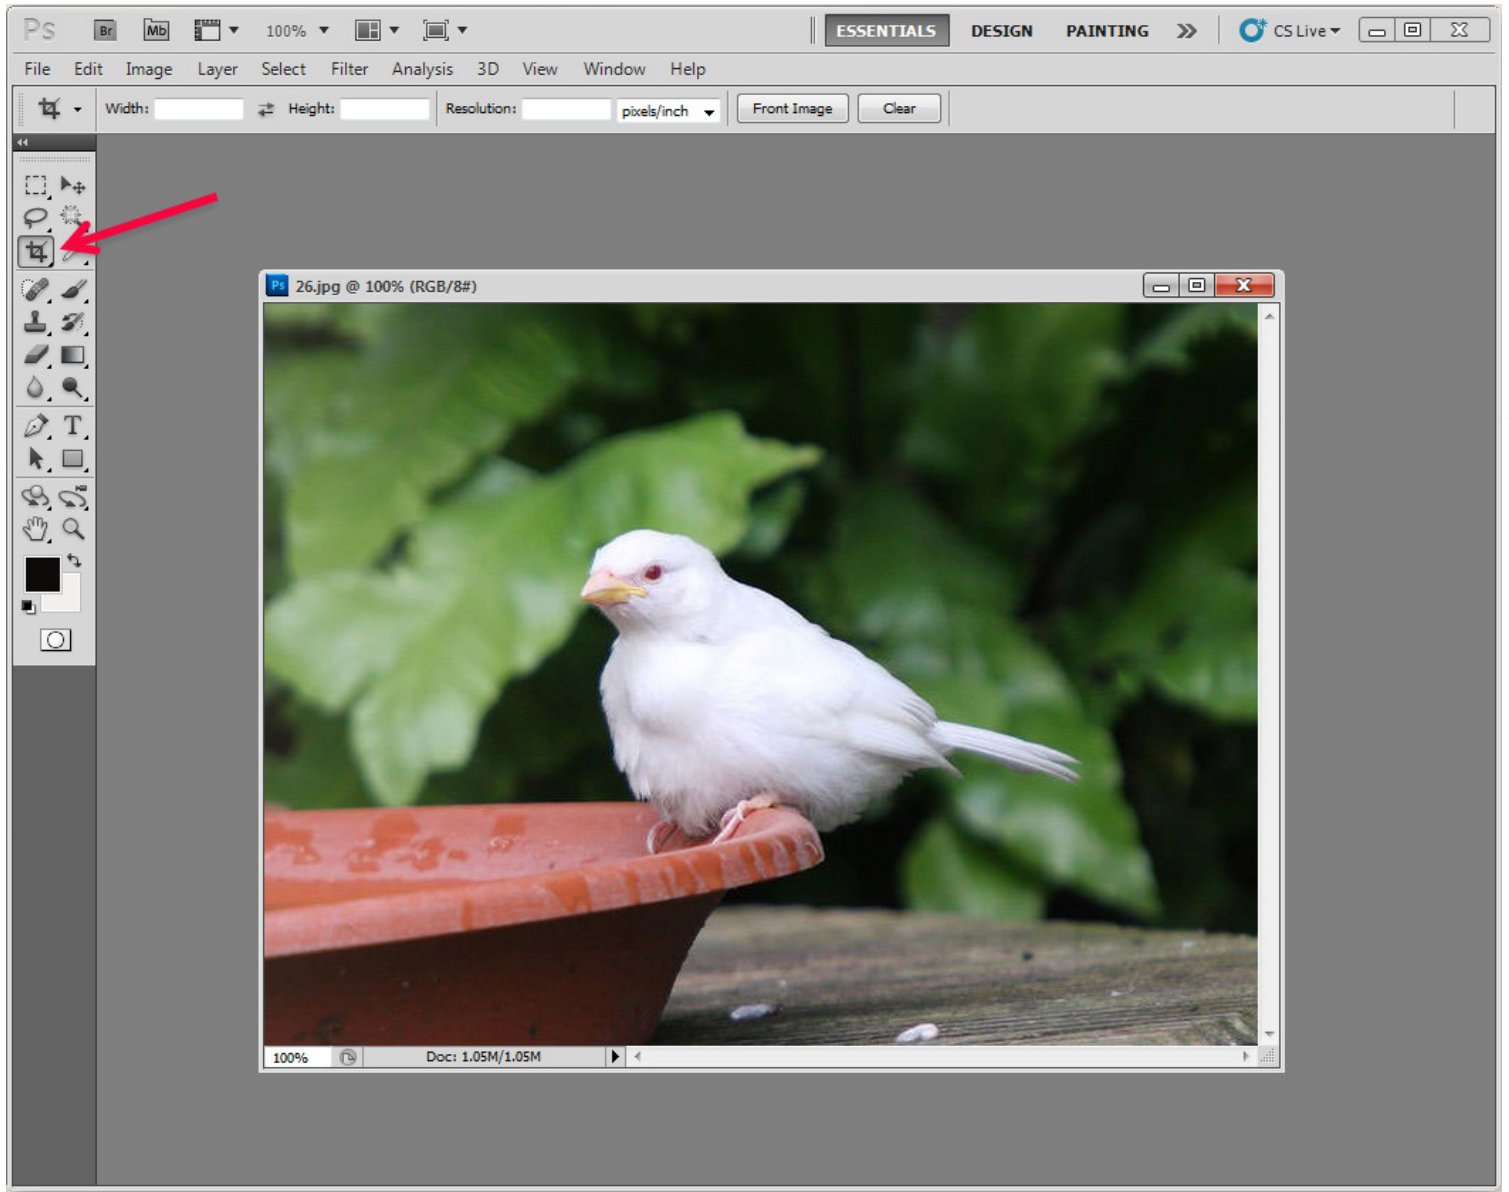 Ps Br Mb 100% ESSENTIALS DESIGN PAINTING CS Live
File Edit Image Layer Select Filter Analysis 3D View Window Help
Width: Height: Resolution: pixels/inch Front Image Clear
Ps 26.jpg @ 100% (RGB/8#)
T
100% Doc: 1.05M/1.05M